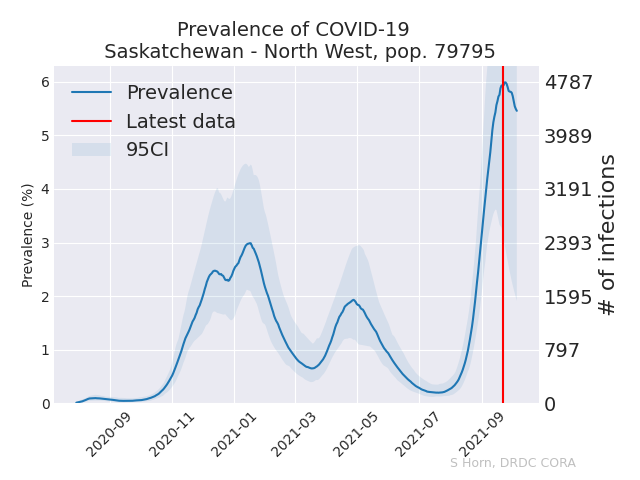 Prevalence of COVID-19
Saskatchewan - North West, pop. 79795
Prevalence
Latest data
95CI
Prevalence (%)
6
5
4
3
2
1
0
4787
3989
3191
2393
1595
797
0
# of infections
2020-09
2020-11
2021-01
2021-03
2021-05
2021-07
2021-09
S Horn, DRDC CORA